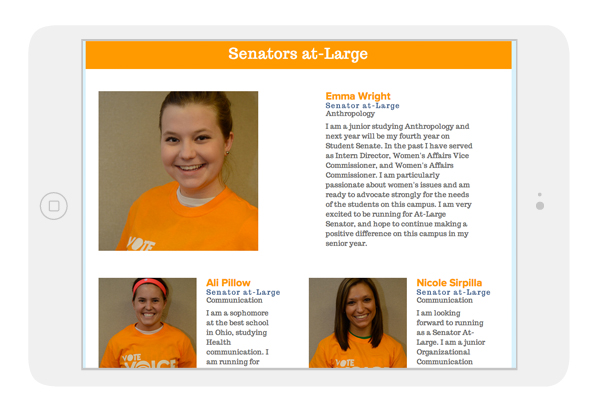 Senators at-Large
Emma Wright
Senator at-Large
Anthropology
I am a junior studying Anthropology and
next year will be my fourth year on
Student Senate. In the past I have served
as Intern Director, Women's Affairs Vice
Commissioner, and Women's Affairs
Commissioner. I am particularly
passionate about women's issues and am
ready to advocate strongly for the needs
of the students on this campus. I am very
excited to be running for At-Large
Senator, and hope to continue making a
positive difference on this campus in my
senior year.
VOTE
Ali Pillow
Senator at-Large
Communication
I am a sophomore
at the best school
in Ohio, studying
Health
communication. I
am running for
VOTE
VOICE
Nicole Sirpilla
Senator at-Large
Communication
I am looking
forward to running
as a Senator At-
Large. I am a junior
Organizational
Communication
VOTE